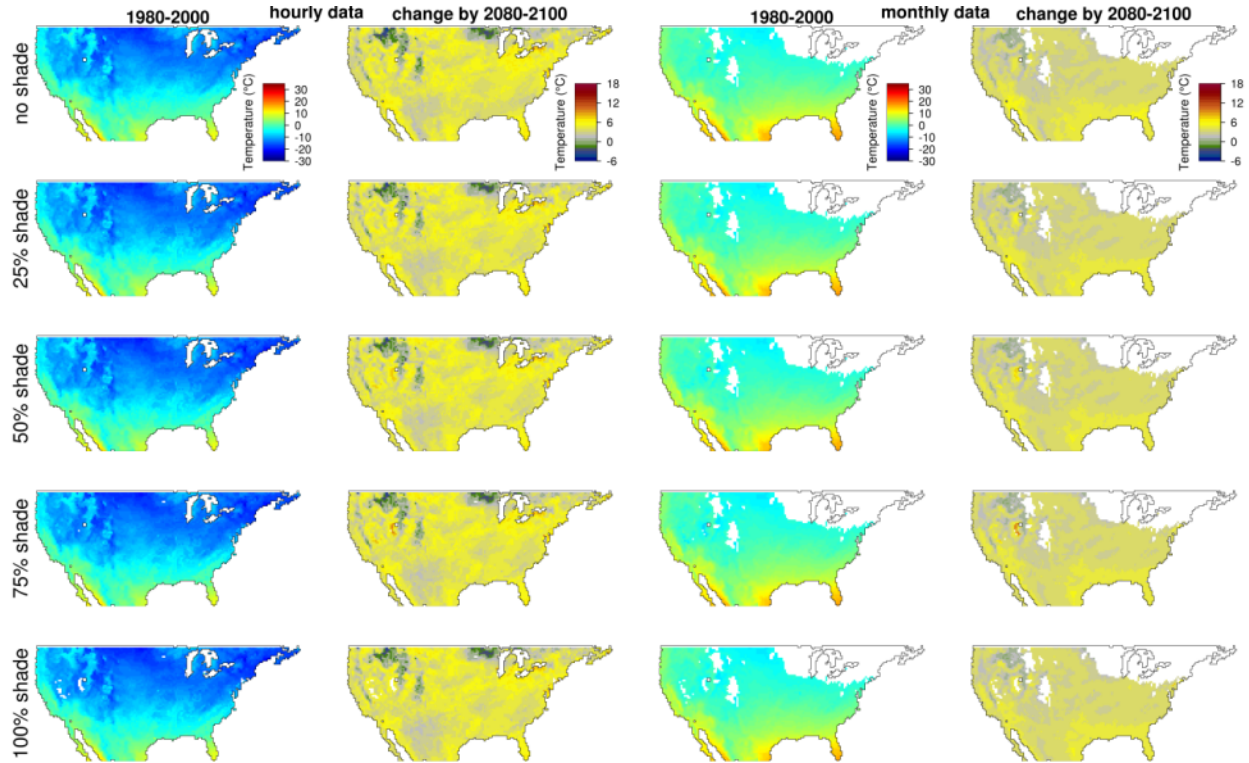 hourly data
monthly data
1980-2000
change by 2080-2100
1980-2000
change by 2080-2100
no shade
Temperature (°C)
30
20
10
0
-10
-20
-30
Temperature (°C)
18
12
6
0
-6
Temperature (°C)
30
20
10
0
-10
-20
-30
Temperature (°C)
18
12
6
0
-6
25% shade
50% shade
75% shade
100% shade